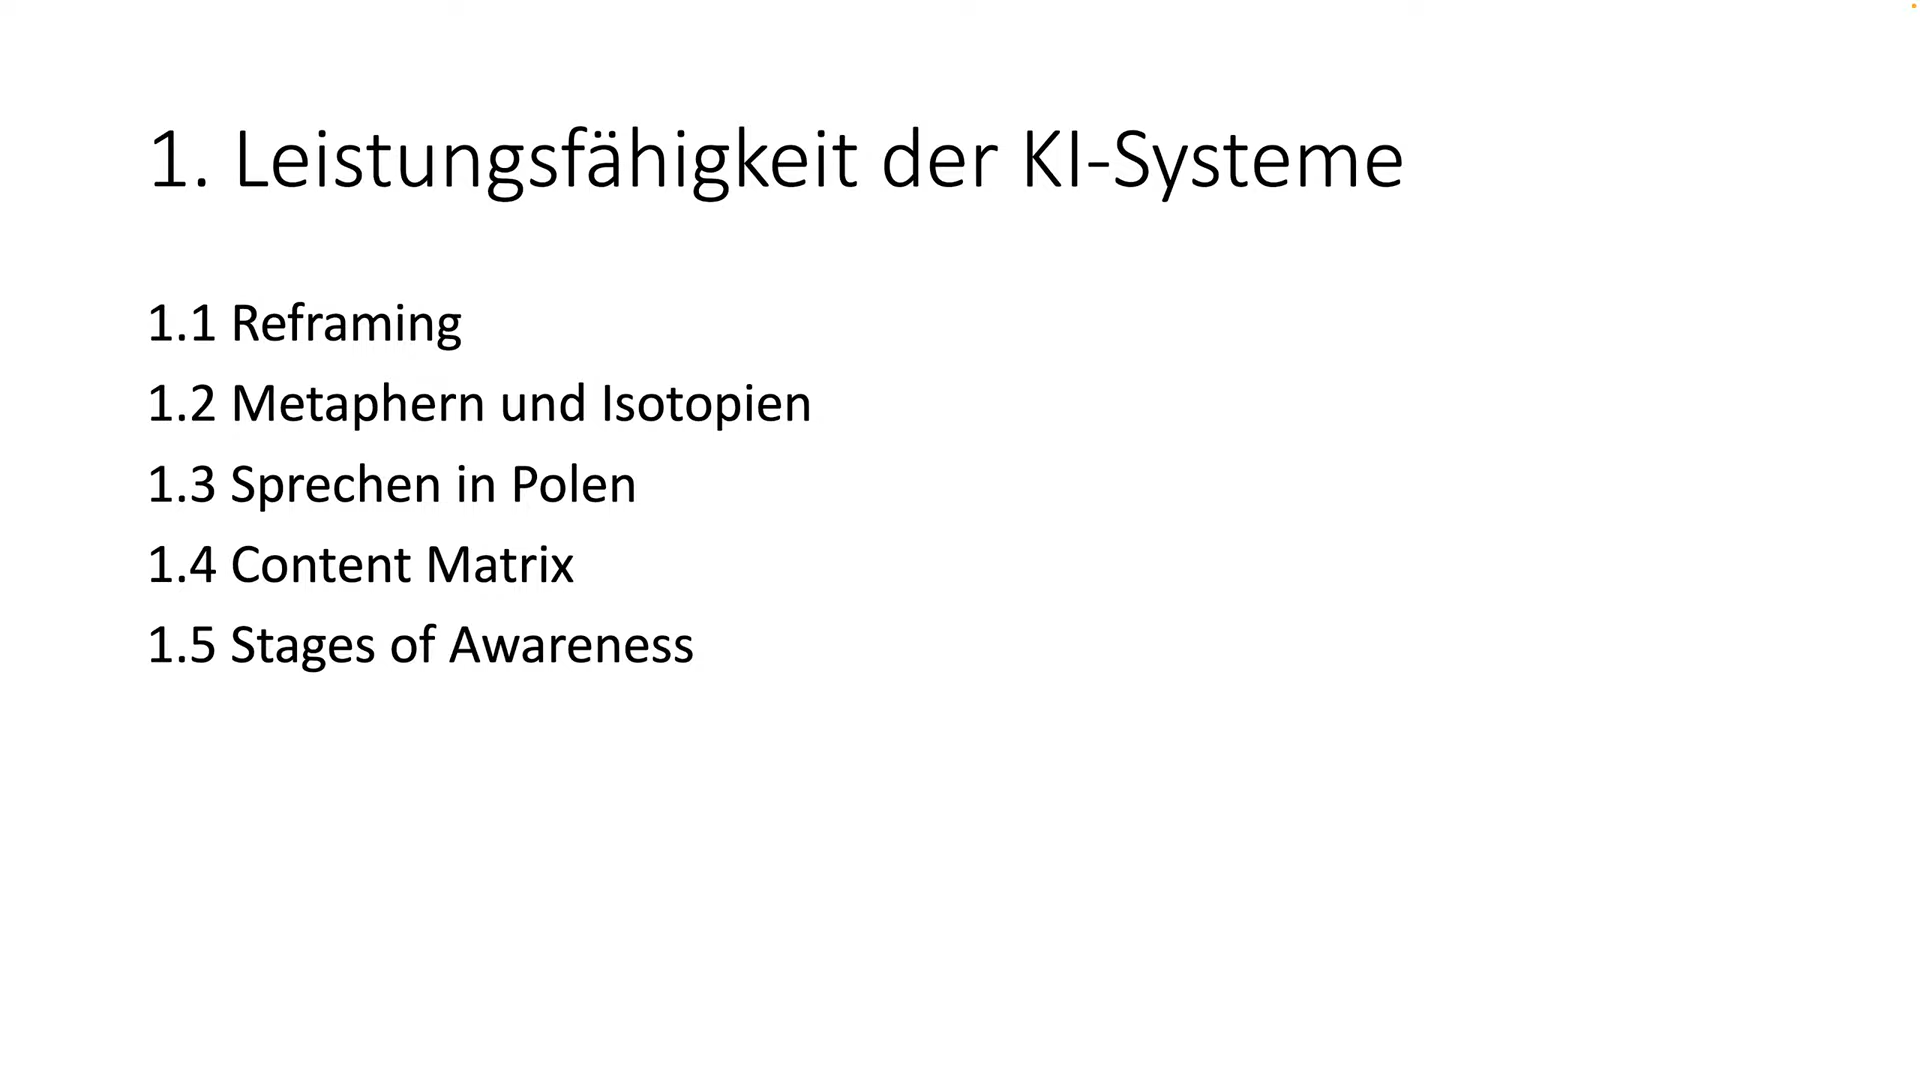 1. Leistungsfähigkeit der KI-Systeme
1.1 Reframing
1.2 Metaphern und Isotopien
1.3 Sprechen in Polen
1.4 Content Matrix
1.5 Stages of Awareness